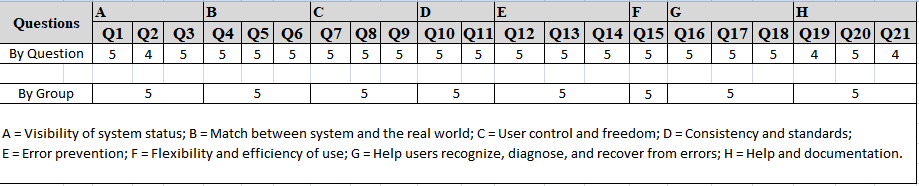 Questions A B C D E F G H
Q1 Q2 Q3 Q4 Q5 Q6 Q7 Q8 Q9 Q10 Q11 Q12 Q13 Q14 Q15 Q16 Q17 Q18 Q19 Q20 Q21
By Question 5 4 5 5 5 5 5 5 5 5 5 5 5 5 5 5 5 5 4 5 4
By Group 5 5 5 5 5 5 5 5
A = Visibility of system status; B = Match between system and the real world; C = User control and freedom; D = Consistency and standards;
E = Error prevention; F = Flexibility and efficiency of use; G = Help users recognize, diagnose, and recover from errors; H = Help and documentation.